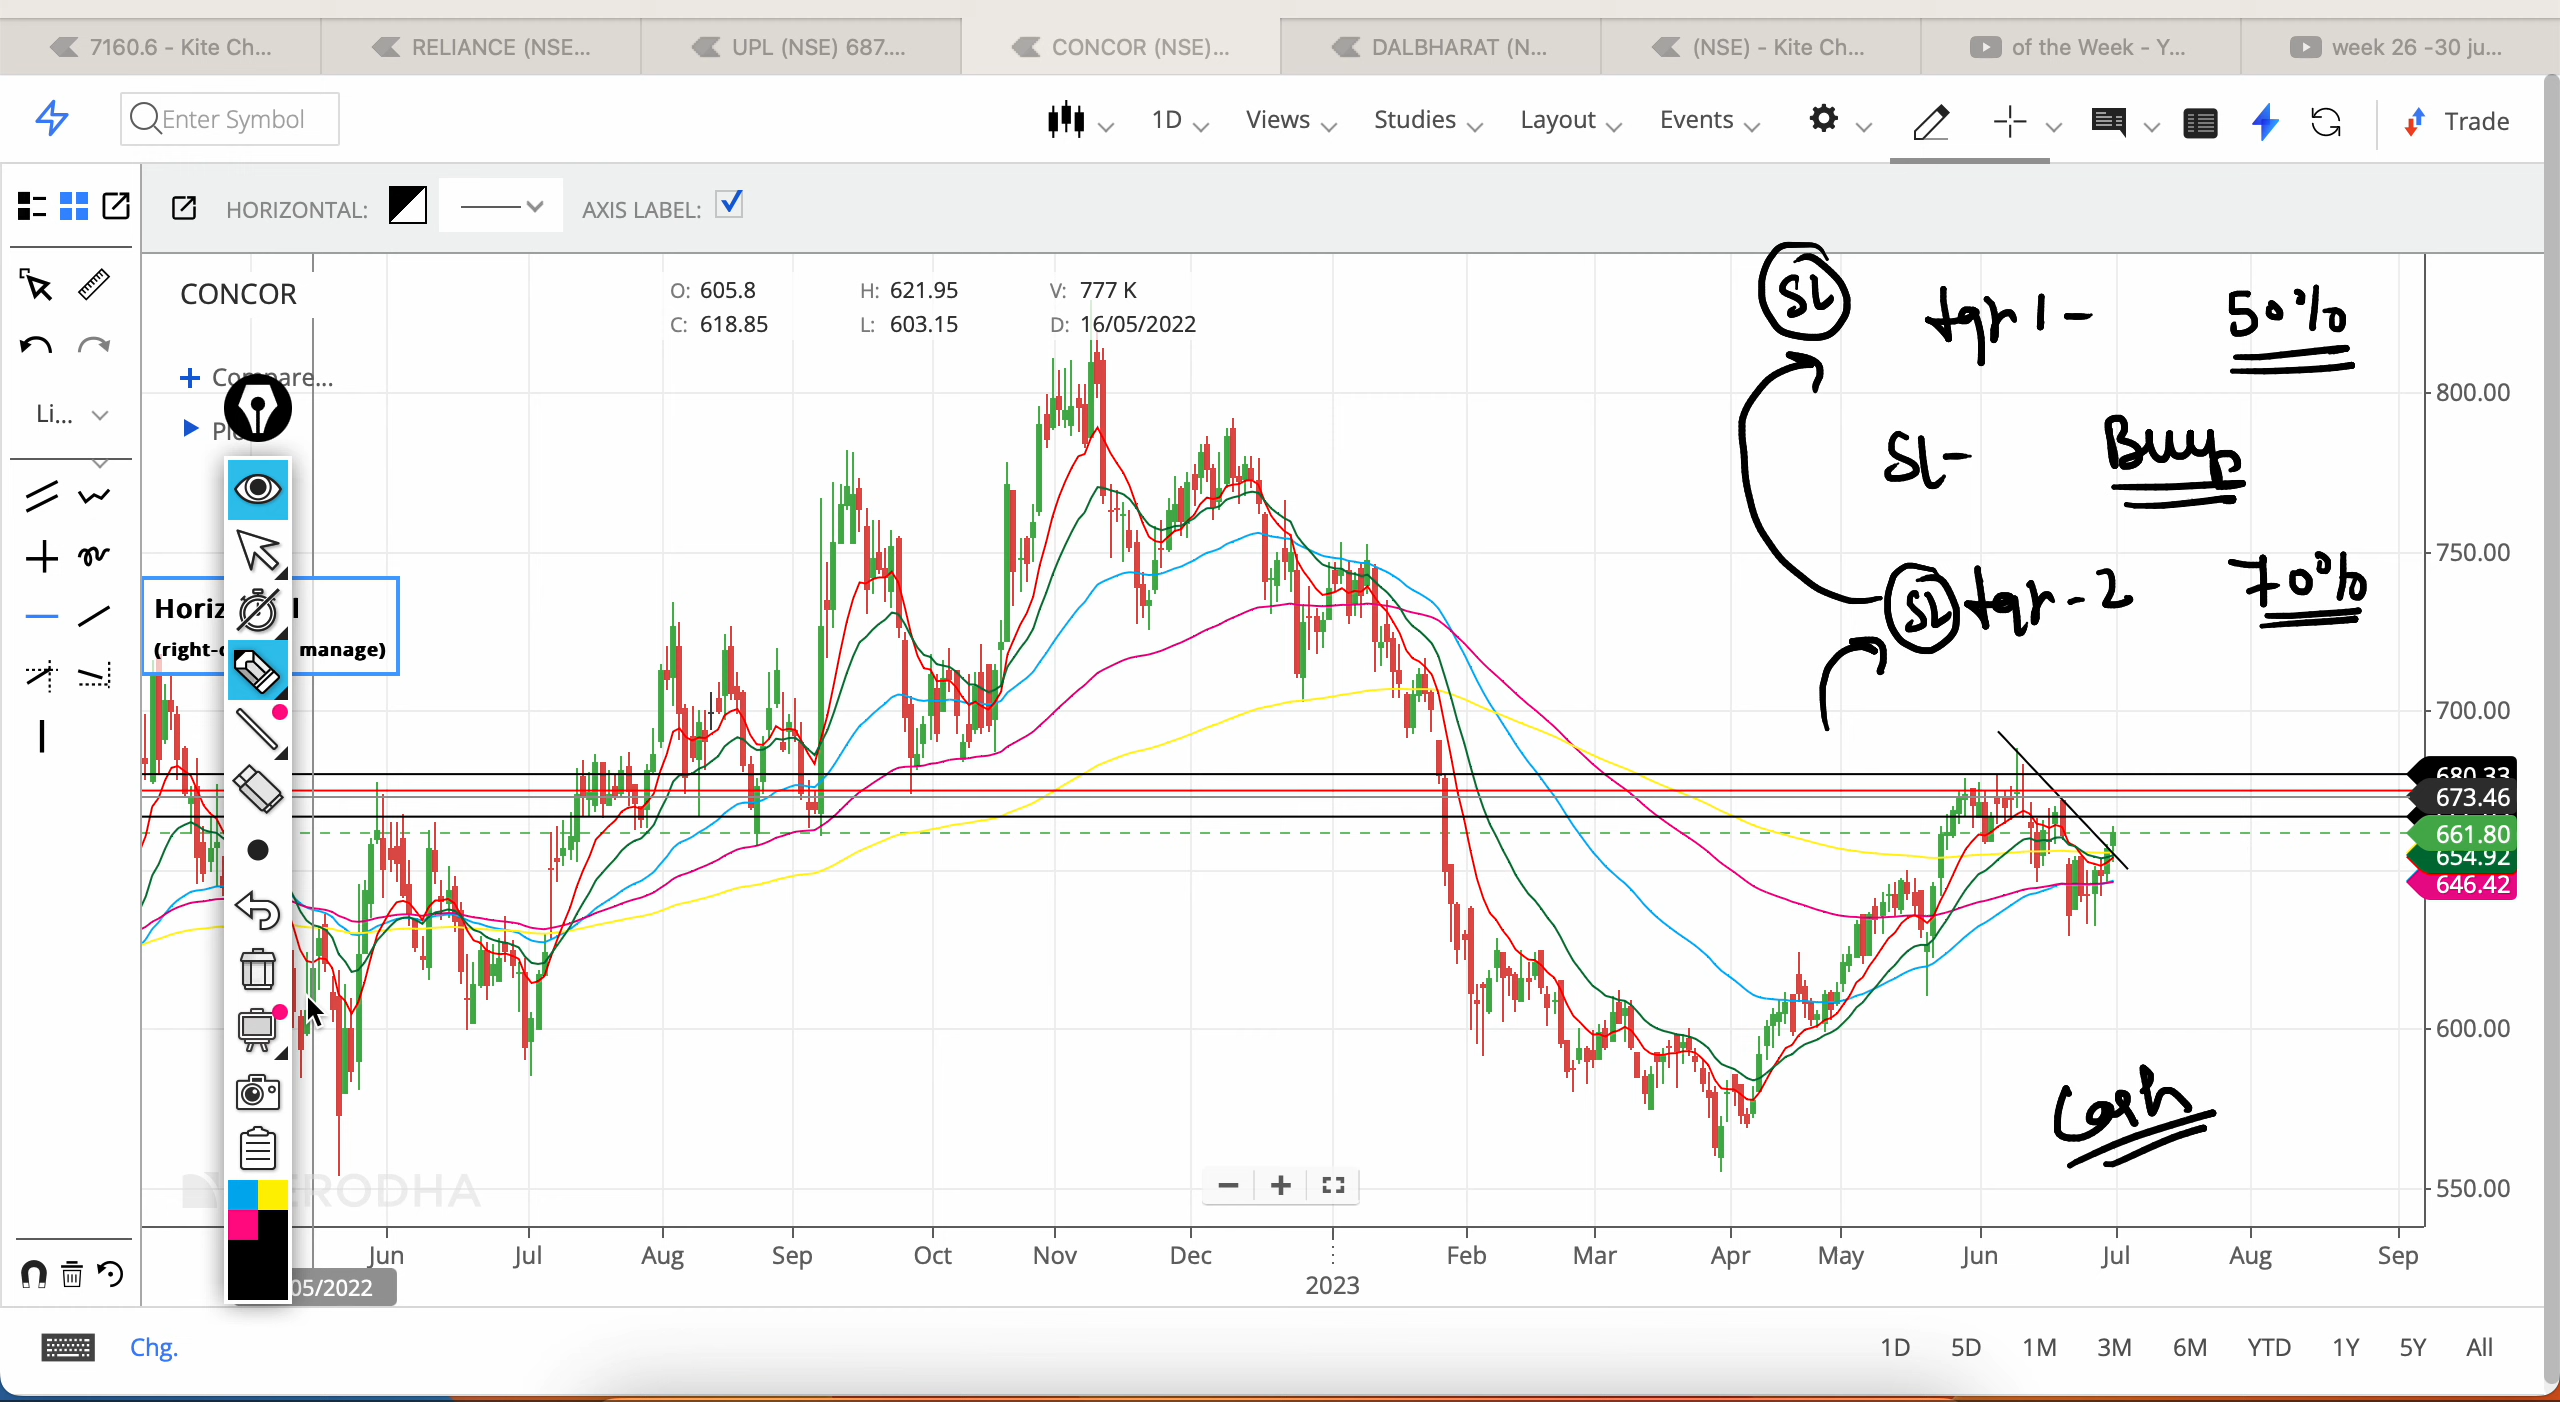 7160.6 - Kite Ch...
RELIANCE (NSE...
UPL (NSE) 687....
CONCOR (NSE)...
DALBHARAT (N...
(NSE) - Kite Ch...
of the Week - Y...
week 26 -30 ju...
Enter Symbol
1D
Views
Studies
Layout
Events
Trade
HORIZONTAL:
AXIS LABEL:
CONCOR
O: 605.8 H: 621.95 V: 777 K
C: 618.85 L: 603.15 D: 16/05/2022
Compare...
Li...
(right- manage)
SL tgr 1 - 50%
SL- Buy
SL tgr - 2 70%
Cash
800.00
750.00
700.00
680.33
673.46
661.80
654.92
646.42
600.00
550.00
Jun Jul Aug Sep Oct Nov Dec 2023 Feb Mar Apr May Jun Jul Aug Sep
05/2022
Chg.
1D 5D 1M 3M 6M YTD 1Y 5Y All